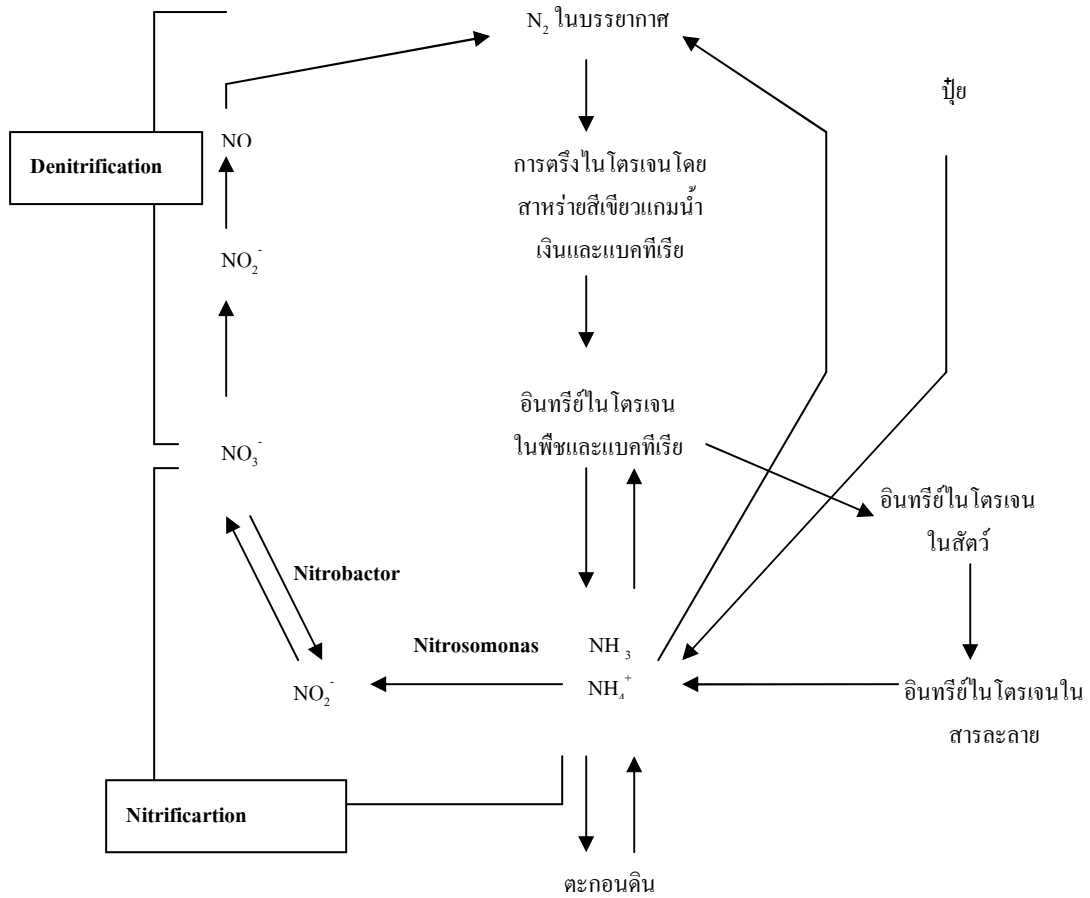 N₂ ในบรรยากาศ
ปุ๋ย
NO
Denitrification
การตรึงไนโตรเจนโดย
สาหร่ายสีเขียวแกมน้ำ
เงินและแบคทีเรีย
NO₂⁻
อินทรีย์ไนโตรเจน
ในพืชและแบคทีเรีย
NO₃⁻
อินทรีย์ไนโตรเจน
ในสัตว์
Nitrobactor
Nitrosomonas
NH₃
NH₄⁺
NO₂⁻
อินทรีย์ไนโตรเจนใน
สารละลาย
Nitrificartion
ตะกอนดิน